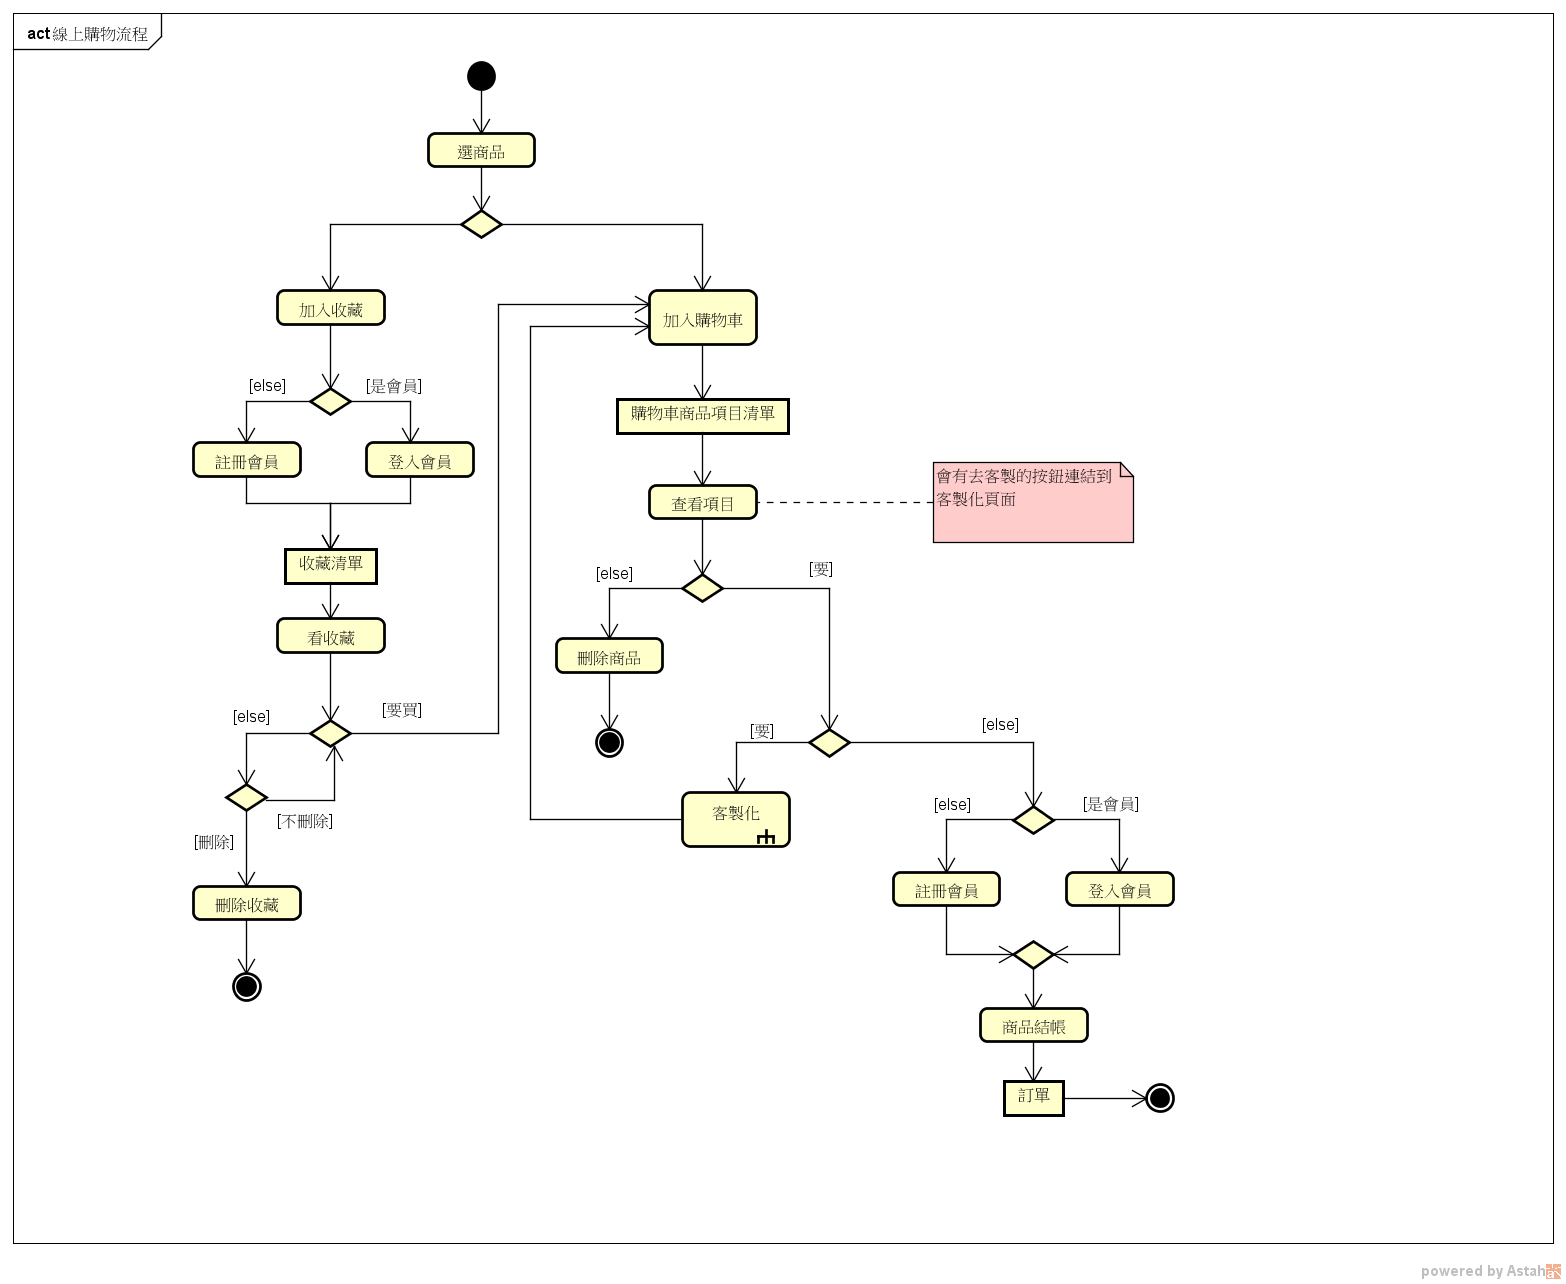 act 線上購物流程
選商品
加入收藏
加入購物車
[else]
[是會員]
購物車商品項目清單
註冊會員
登入會員
會有去客製的按鈕連結到
客製化頁面
查看項目
收藏清單
[else]
[要]
看收藏
刪除商品
[else]
[要買]
[要]
[else]
[不刪除]
客製化
[else]
[是會員]
[刪除]
刪除收藏
註冊會員
登入會員
商品結帳
訂單
powered by Astah